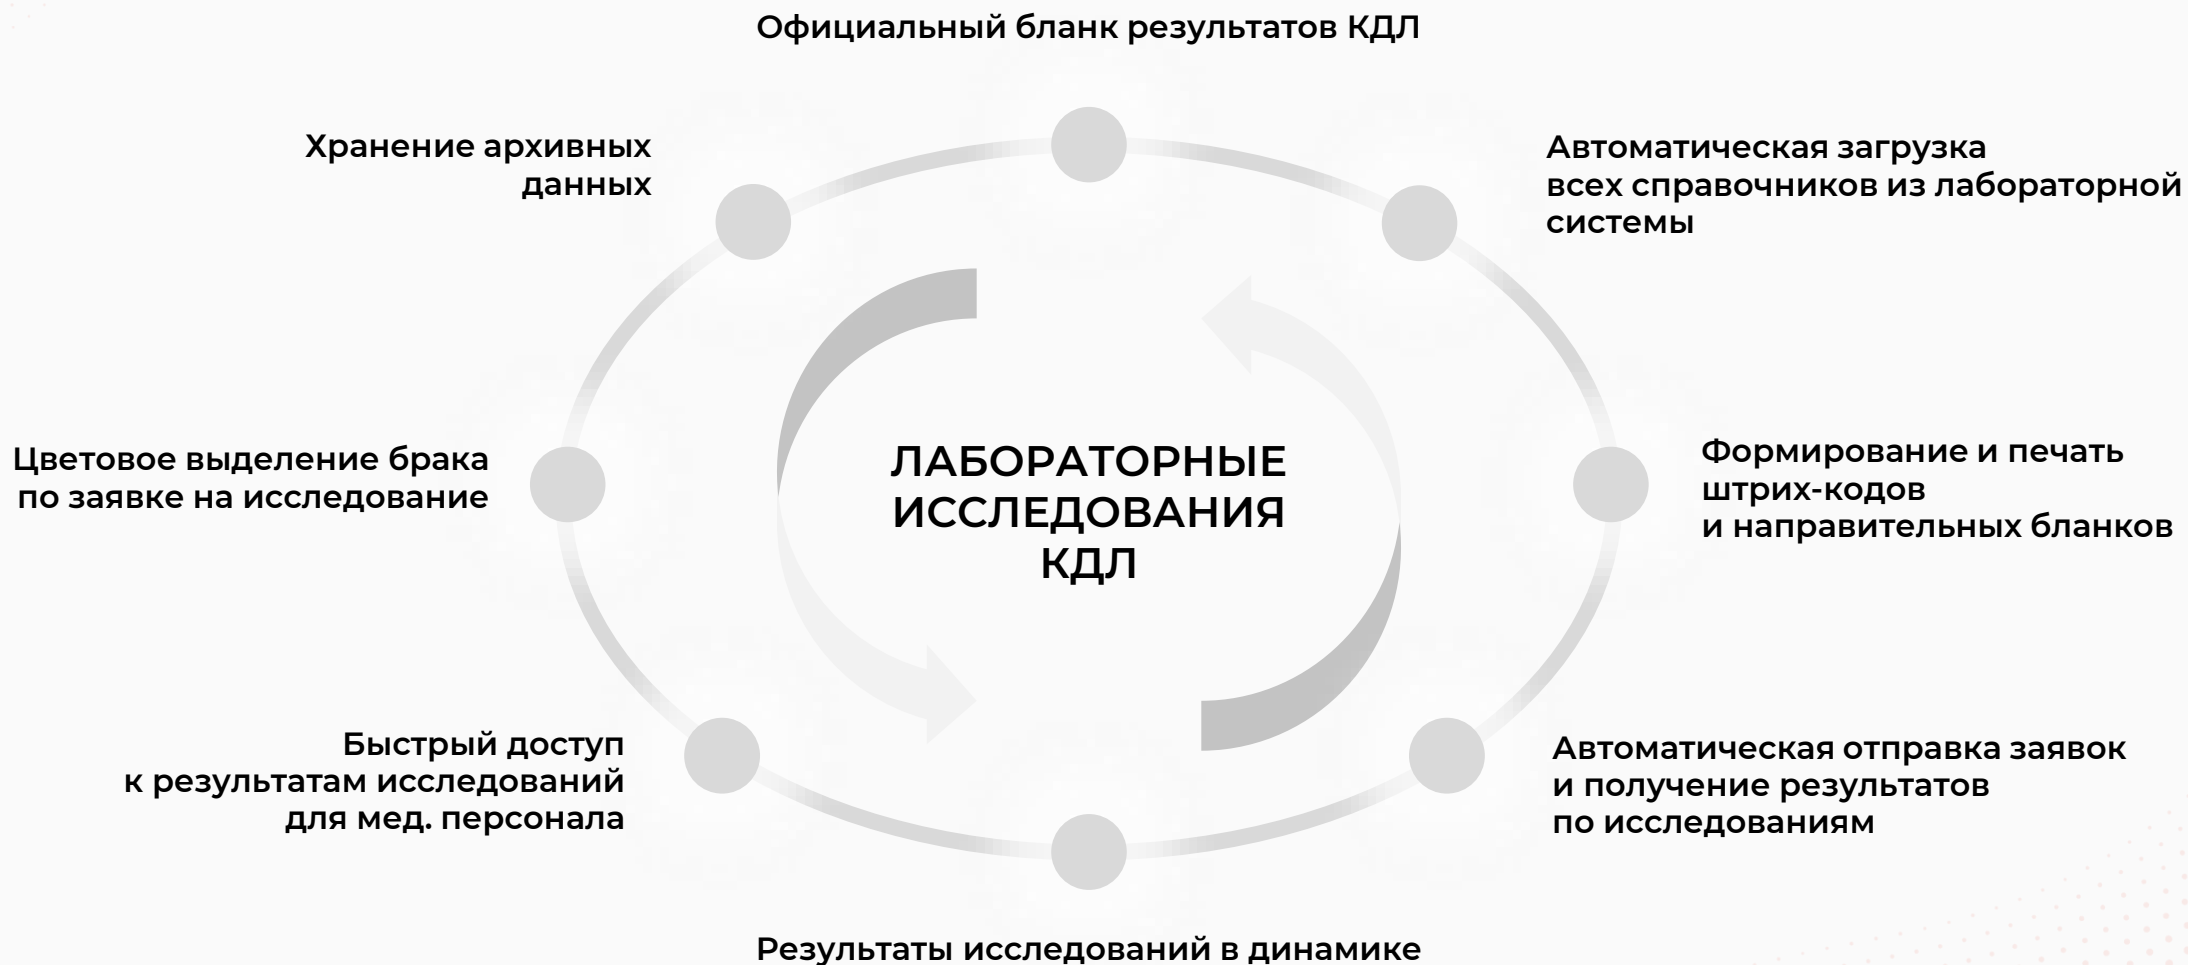 Официальный бланк результатов КДЛ
Хранение архивных
данных
Автоматическая загрузка
всех справочников из лабораторной
системы
Цветовое выделение брака
по заявке на исследование
ЛАБОРАТОРНЫЕ
ИССЛЕДОВАНИЯ
КДЛ
Формирование и печать
штрих-кодов
и направительных бланков
Быстрый доступ
к результатам исследований
для мед. персонала
Автоматическая отправка заявок
и получение результатов
по исследованиям
Результаты исследований в динамике